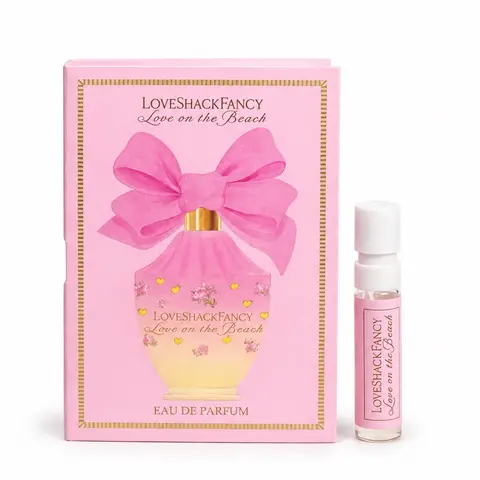 LOVESHACKFANCY
Love on the Beach
LOVESHACKFANCY
Love on the Beach
EAU DE PARFUM
LOVESHACKFANCY
Love on the Beach